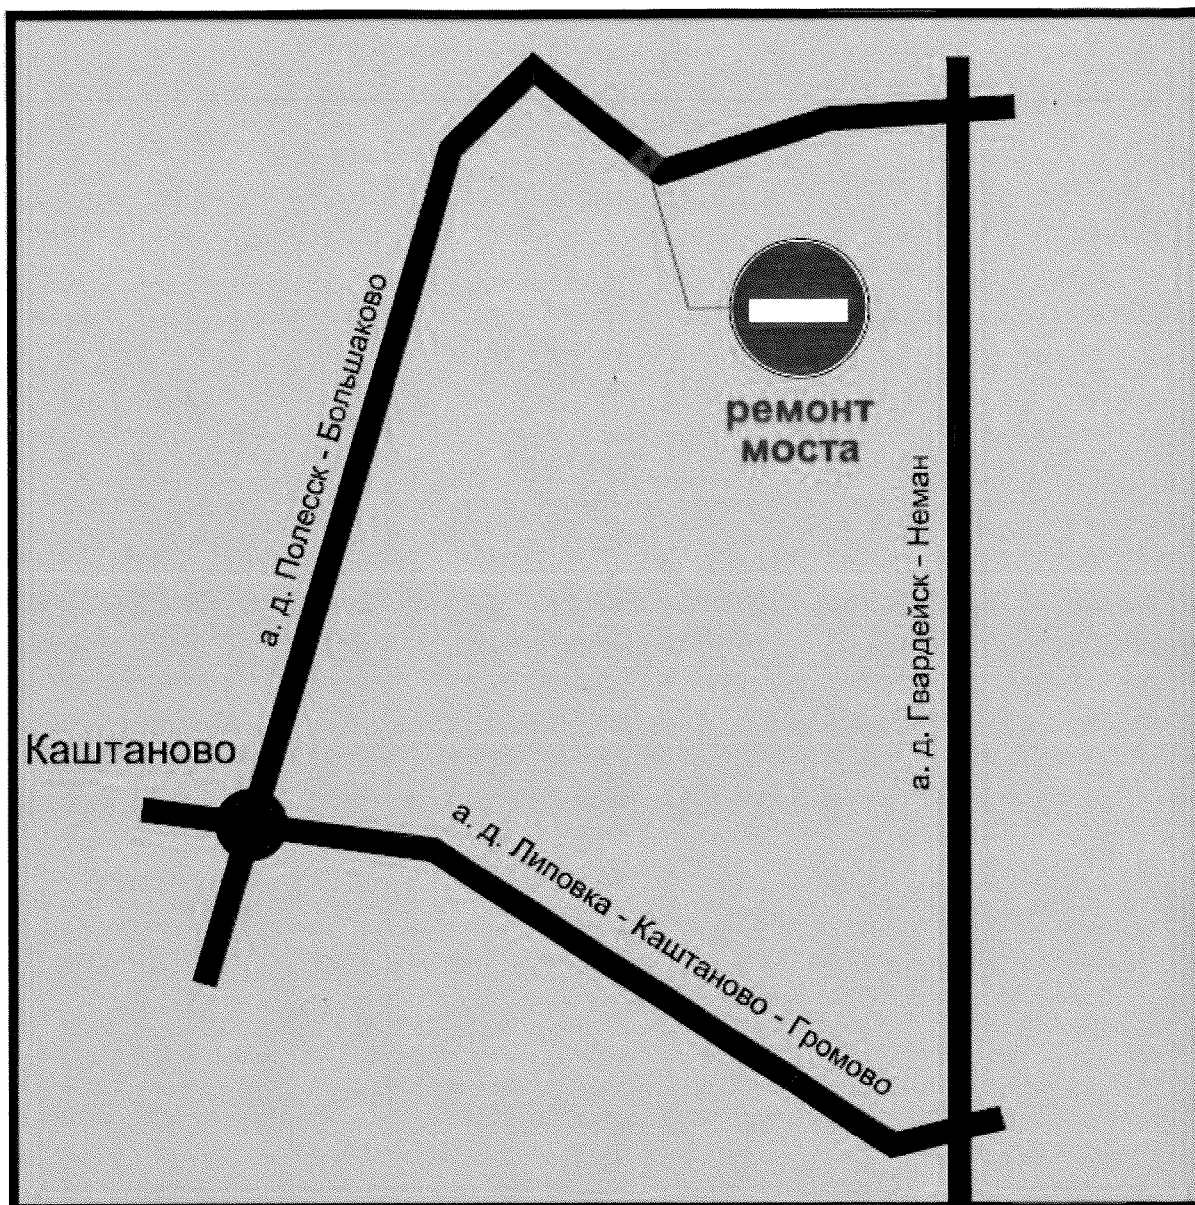 а. д. Полесск - Большаково
ремонт
моста
а. д. Гвардейск - Неман
Каштаново
а. д. Липовка - Каштаново - Громово